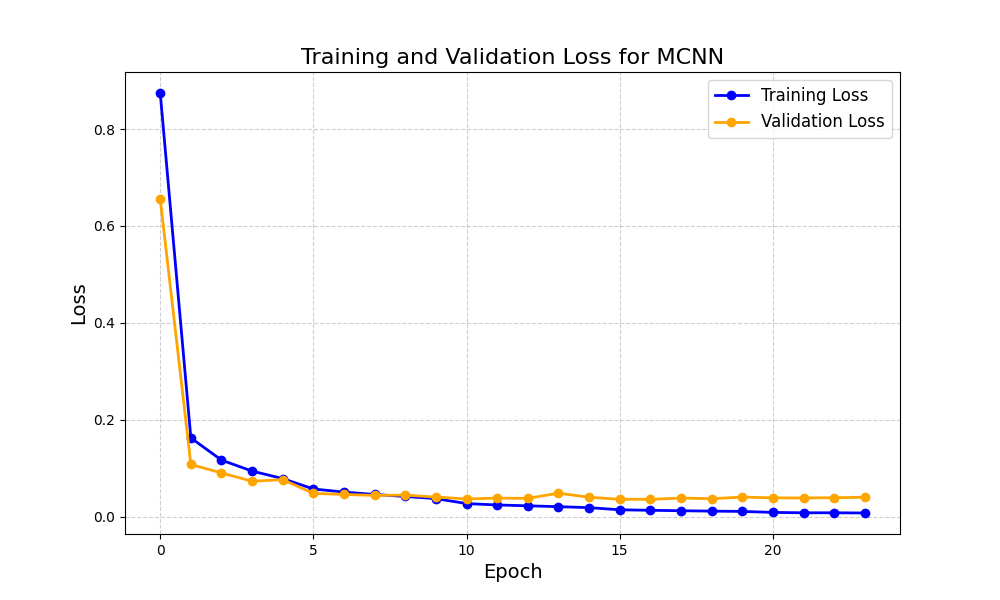 Training and Validation Loss for MCNN
Training Loss
Validation Loss
Loss
0.8
0.6
0.4
0.2
0.0
0 5 10 15 20
Epoch